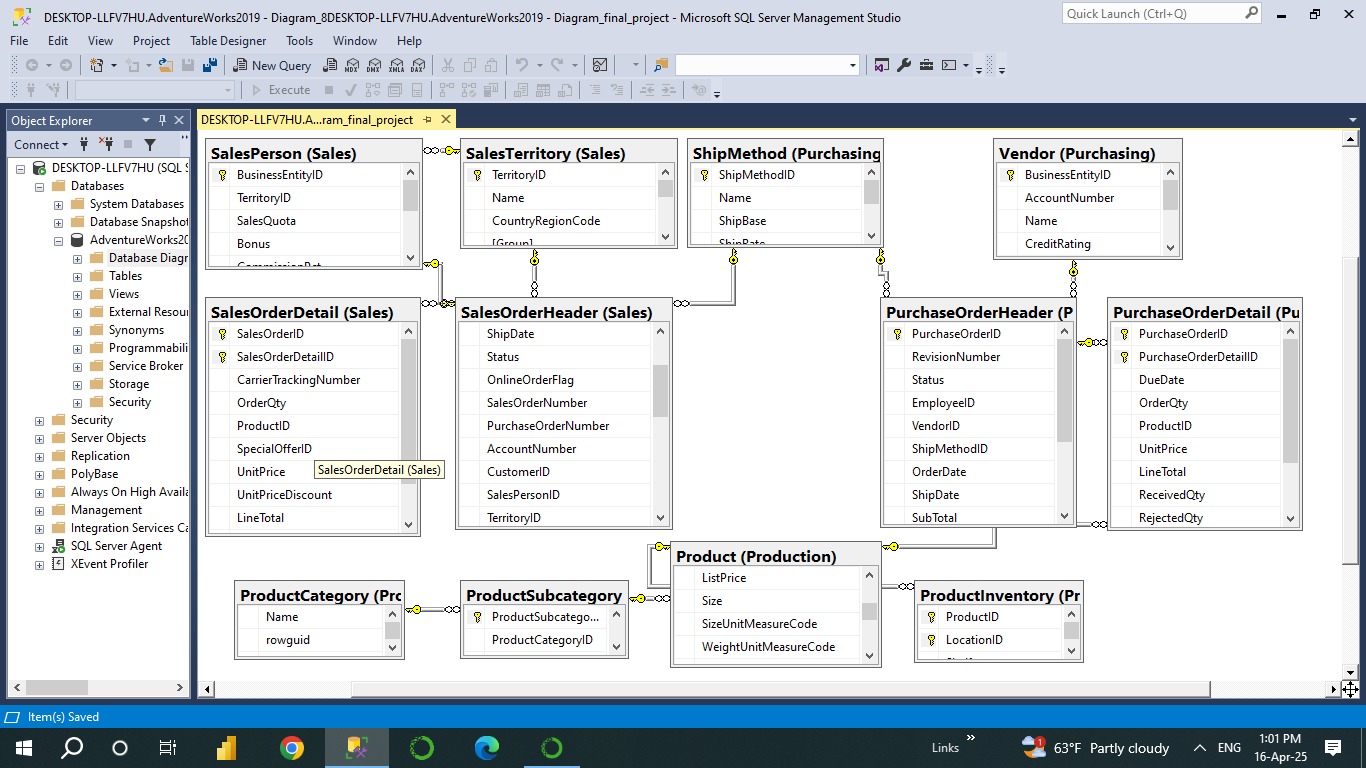 DESKTOP-LLFV7HU.AdventureWorks2019 - Diagram_8DESKTOP-LLFV7HU.AdventureWorks2019 - Diagram_final_project - Microsoft SQL Server Management Studio
Quick Launch (Ctrl+Q)
File Edit View Project Table Designer Tools Window Help
New Query
MDX DMX XMLA DAX
Execute
Object Explorer
Connect
DESKTOP-LLFV7HU (SQL S
Databases
System Databases
Database Snapshot
AdventureWorks20
Database Diagr
Tables
Views
External Resou
Synonyms
Programmabili
Service Broker
Storage
Security
Security
Server Objects
Replication
PolyBase
Always On High Availa
Management
Integration Services Ca
SQL Server Agent
XEvent Profiler
DESKTOP-LLFV7HU.A...ram_final_project
SalesPerson (Sales)
BusinessEntityID
TerritoryID
SalesQuota
Bonus
CommissionPct
SalesTerritory (Sales)
TerritoryID
Name
CountryRegionCode
[Group]
ShipMethod (Purchasing
ShipMethodID
Name
ShipBase
ShipRate
Vendor (Purchasing)
BusinessEntityID
AccountNumber
Name
CreditRating
SalesOrderDetail (Sales)
SalesOrderID
SalesOrderDetailID
CarrierTrackingNumber
OrderQty
ProductID
SpecialOfferID
UnitPrice
UnitPriceDiscount
LineTotal
SalesOrderDetail (Sales)
SalesOrderHeader (Sales)
ShipDate
Status
OnlineOrderFlag
SalesOrderNumber
PurchaseOrderNumber
AccountNumber
CustomerID
SalesPersonID
TerritoryID
PurchaseOrderHeader (P
PurchaseOrderID
RevisionNumber
Status
EmployeeID
VendorID
ShipMethodID
OrderDate
ShipDate
SubTotal
PurchaseOrderDetail (Pu
PurchaseOrderID
PurchaseOrderDetailID
DueDate
OrderQty
ProductID
UnitPrice
LineTotal
ReceivedQty
RejectedQty
ProductCategory (Pro
Name
rowguid
ProductSubcategory
ProductSubcatego...
ProductCategoryID
Product (Production)
ListPrice
Size
SizeUnitMeasureCode
WeightUnitMeasureCode
ProductInventory (Pr
ProductID
LocationID
Item(s) Saved
Links
1
63°F Partly cloudy
ENG
1:01 PM
16-Apr-25